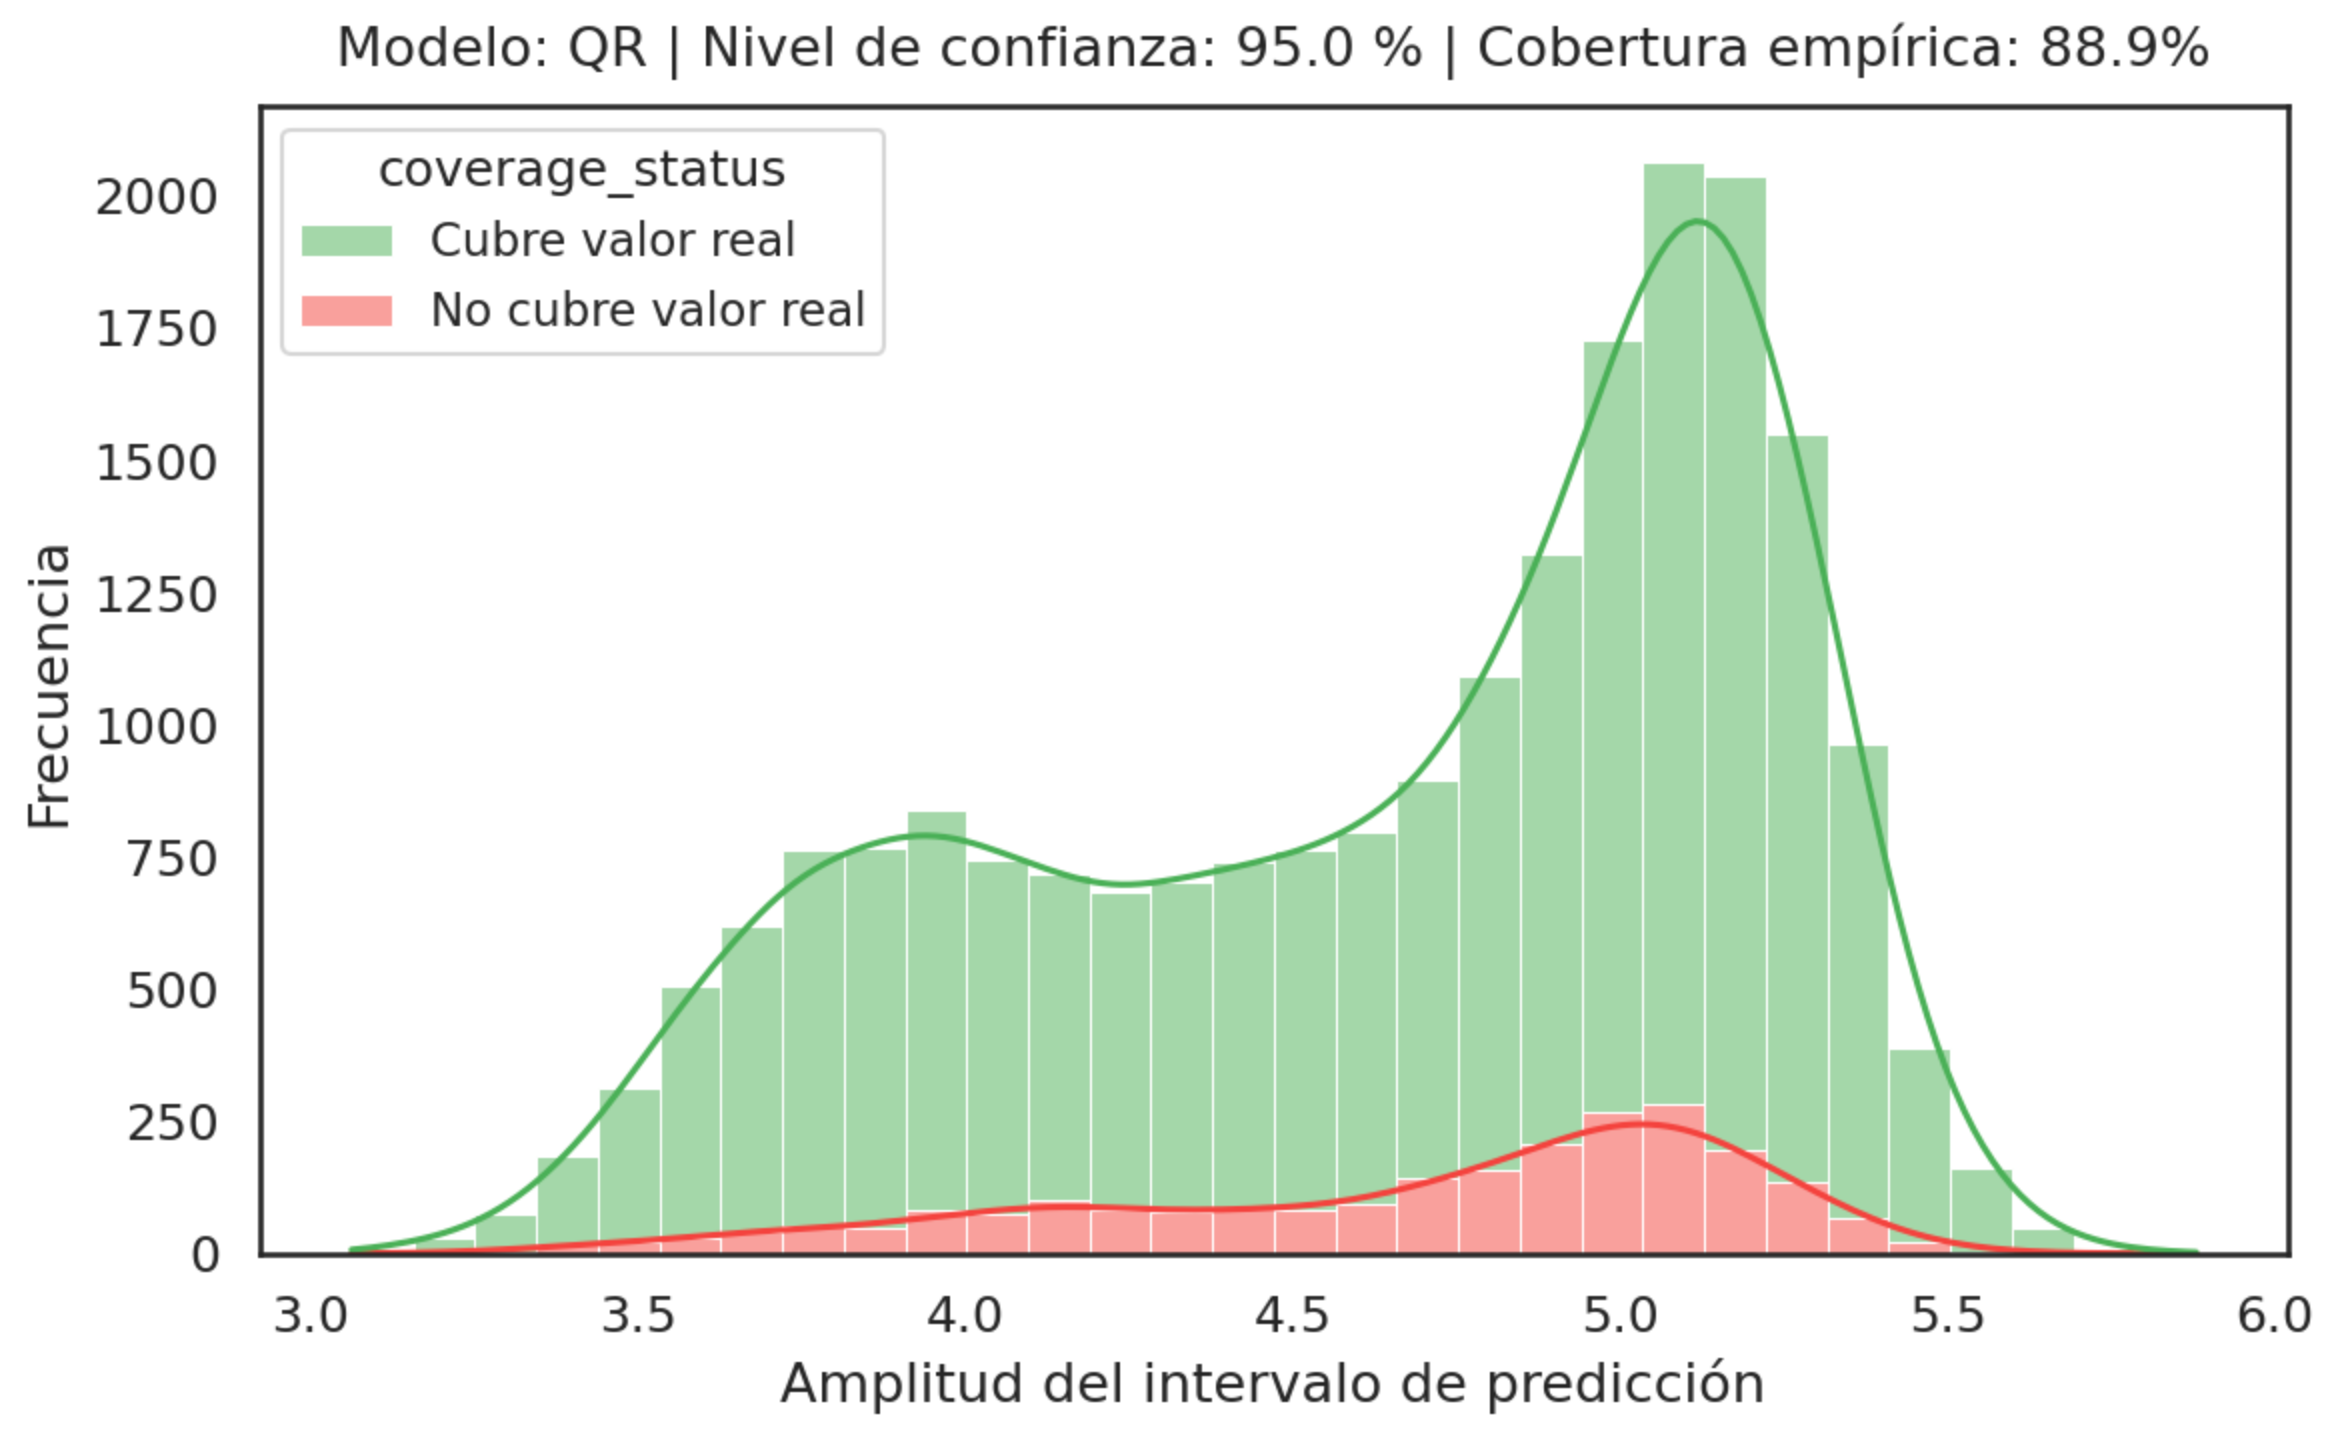 Modelo: QR | Nivel de confianza: 95.0 % | Cobertura empírica: 88.9%
coverage_status
Cubre valor real
No cubre valor real
Frecuencia
2000
1750
1500
1250
1000
750
500
250
0
3.0 3.5 4.0 4.5 5.0 5.5 6.0
Amplitud del intervalo de predicción